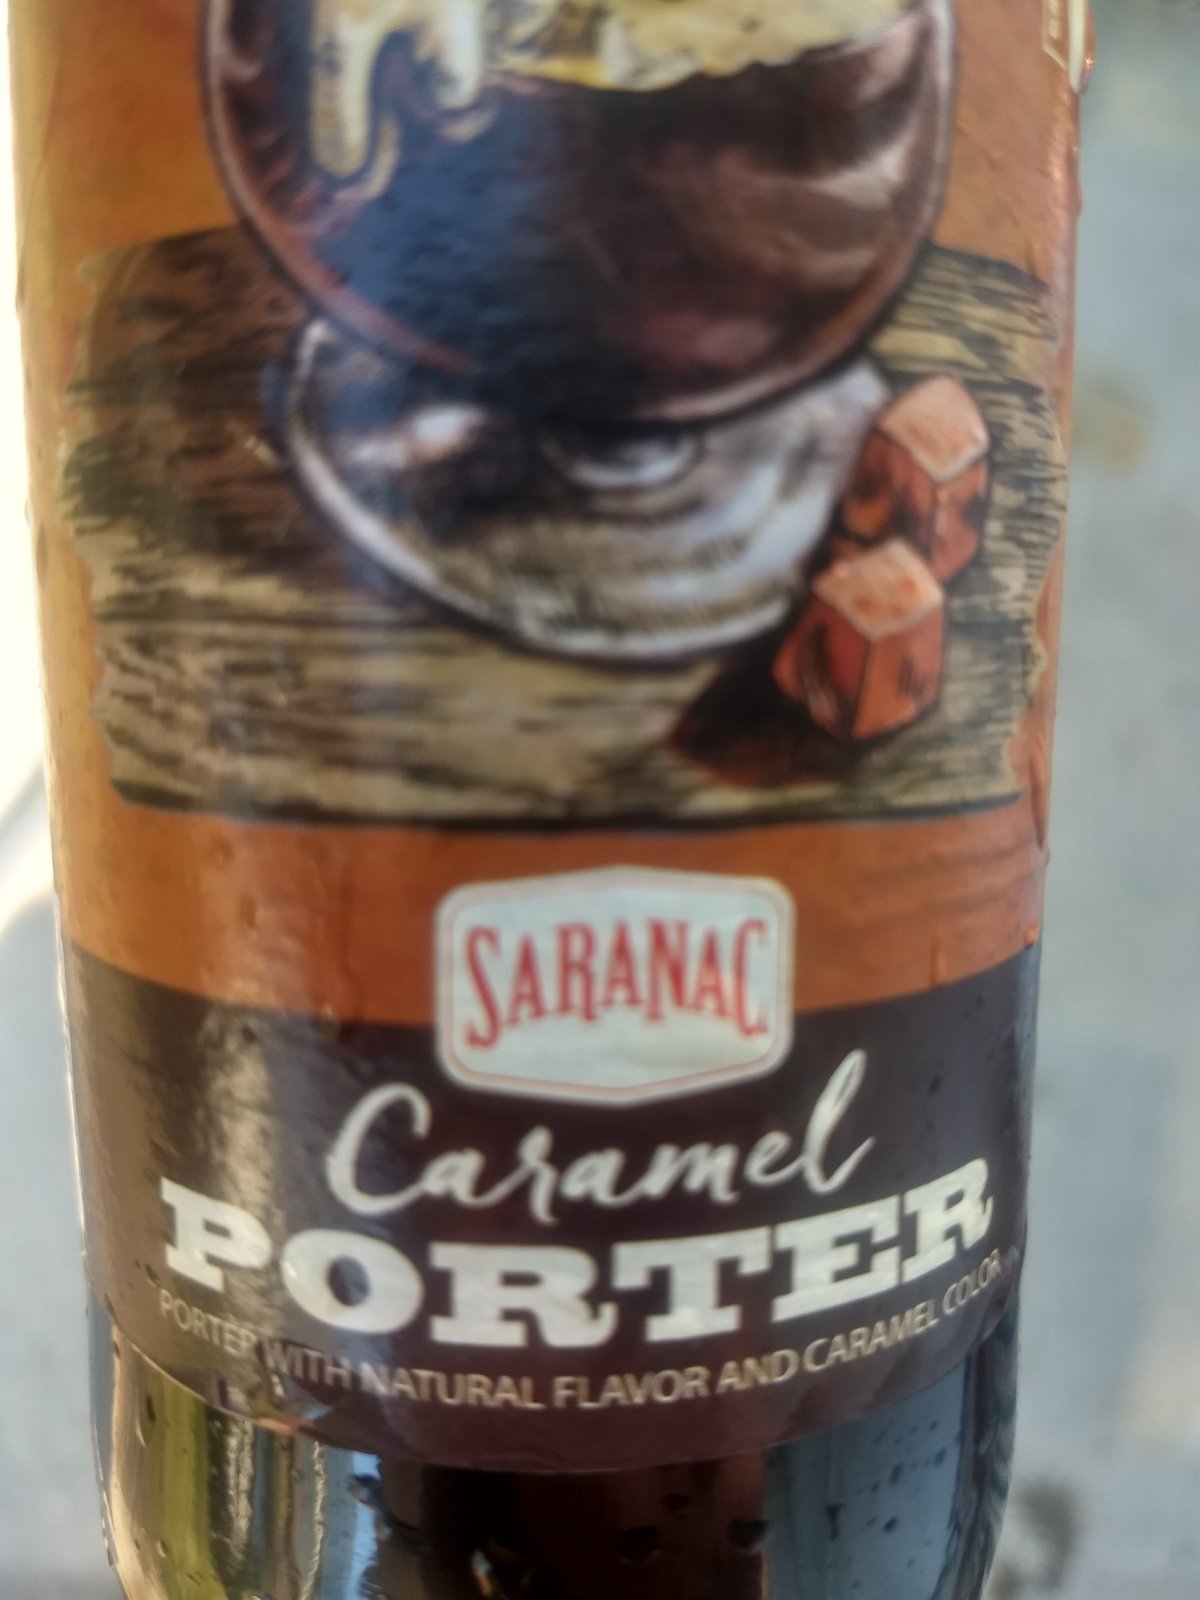 SARANAC
Caramel
PORTER
PORTER WITH NATURAL FLAVOR AND CARAMEL COLOR